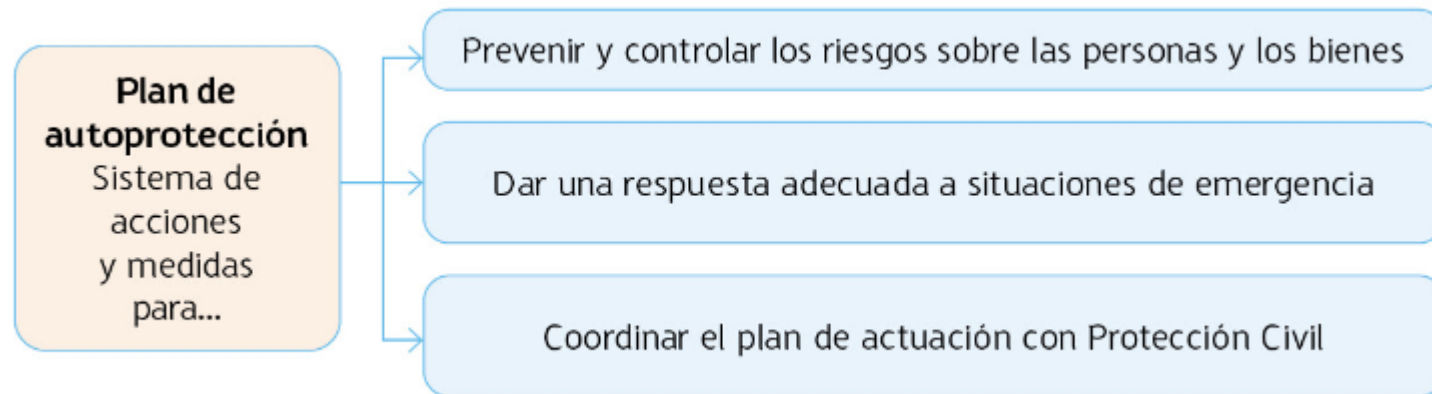 Plan de
autoprotección
Sistema de
acciones
y medidas
para...
Prevenir y controlar los riesgos sobre las personas y los bienes
Dar una respuesta adecuada a situaciones de emergencia
Coordinar el plan de actuación con Protección Civil